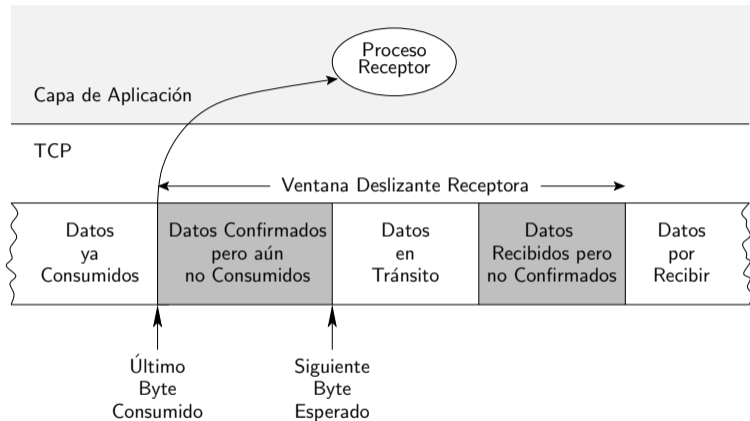 Proceso
Receptor
Capa de Aplicación
TCP
Ventana Deslizante Receptora
Datos
ya
Consumidos
Datos Confirmados
pero aún
no Consumidos
Datos
en
Tránsito
Datos
Recibidos pero
no Confirmados
Datos
por
Recibir
Último
Byte
Consumido
Siguiente
Byte
Esperado